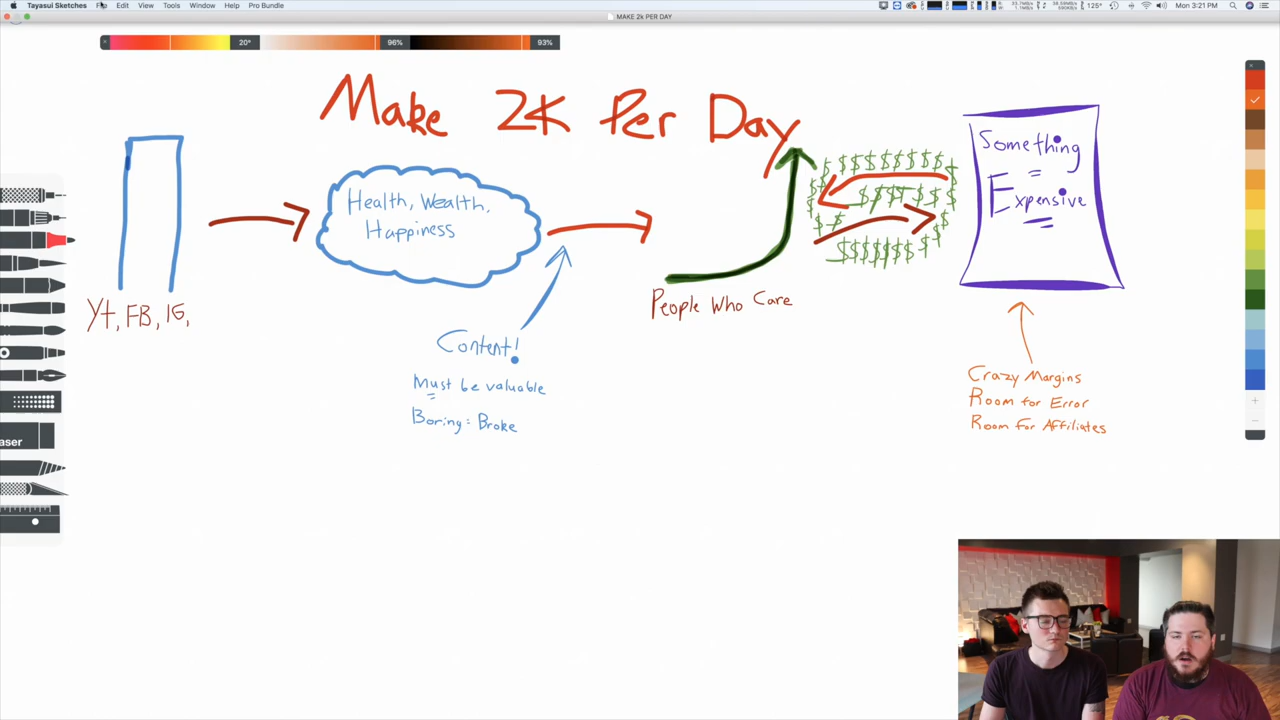 Tayasui Sketches File Edit View Tools Window Help Pro Bundle
125° Mon 3:21 PM
MAKE 2k PER DAY
20° 96% 93%
Make 2K Per Day
Health, Wealth,
Happiness
$$$$$$$$$
$$$$$$$
$$$$$$$
Something
Expensive
Yt, FB, IG,
People Who Care
Content!
Must be valuable
Boring = Broke
Crazy Margins
Room for Error
Room For Affiliates
aser